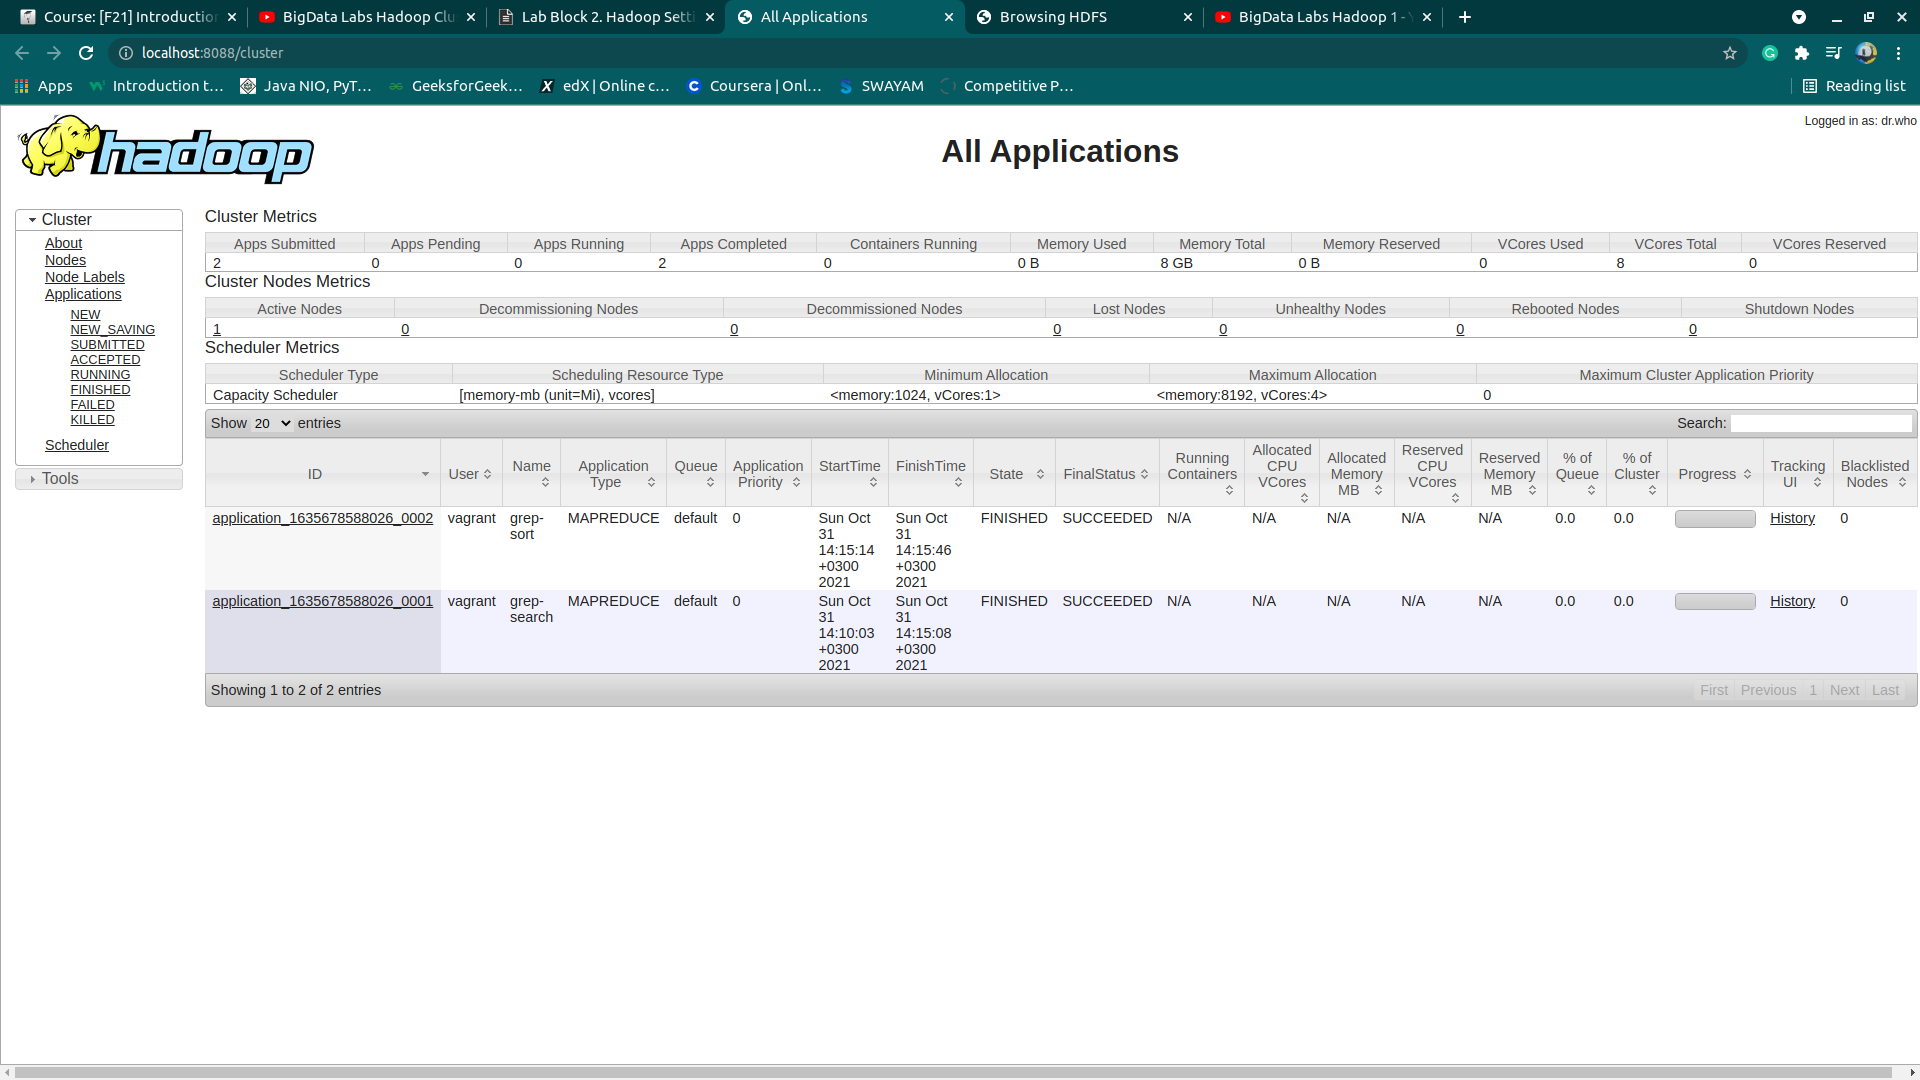 Course: [F21] Introduction
BigData Labs Hadoop Clu
Lab Block 2. Hadoop Setti
All Applications
Browsing HDFS
BigData Labs Hadoop 1 - Y
localhost:8088/cluster
Apps
Introduction t...
Java NIO, PyT...
GeeksforGeek...
edX | Online c...
Coursera | Onl...
SWAYAM
Competitive P...
Reading list
hadoop
Logged in as: dr.who
All Applications
Cluster
About
Nodes
Node Labels
Applications
NEW
NEW_SAVING
SUBMITTED
ACCEPTED
RUNNING
FINISHED
FAILED
KILLED
Scheduler
Tools
Cluster Metrics
Apps Submitted Apps Pending Apps Running Apps Completed Containers Running Memory Used Memory Total Memory Reserved VCores Used VCores Total VCores Reserved
2 0 0 2 0 0 B 8 GB 0 B 0 8 0
Cluster Nodes Metrics
Active Nodes Decommissioning Nodes Decommissioned Nodes Lost Nodes Unhealthy Nodes Rebooted Nodes Shutdown Nodes
1 0 0 0 0 0 0
Scheduler Metrics
Scheduler Type Scheduling Resource Type Minimum Allocation Maximum Allocation Maximum Cluster Application Priority
Capacity Scheduler [memory-mb (unit=Mi), vcores] <memory:1024, vCores:1> <memory:8192, vCores:4> 0
Show 20 entries
Search:
ID
User
Name
Application
Type
Queue
Application
Priority
StartTime
FinishTime
State
FinalStatus
Running
Containers
Allocated
CPU
VCores
Allocated
Memory
MB
Reserved
CPU
VCores
Reserved
Memory
MB
% of
Queue
% of
Cluster
Progress
Tracking
UI
Blacklisted
Nodes
application_1635678588026_0002
vagrant
grep-
sort
MAPREDUCE
default
0
Sun Oct
31
14:15:14
+0300
2021
Sun Oct
31
14:15:46
+0300
2021
FINISHED
SUCCEEDED
N/A
N/A
N/A
N/A
N/A
0.0
0.0
History
0
application_1635678588026_0001
vagrant
grep-
search
MAPREDUCE
default
0
Sun Oct
31
14:10:03
+0300
2021
Sun Oct
31
14:15:08
+0300
2021
FINISHED
SUCCEEDED
N/A
N/A
N/A
N/A
N/A
0.0
0.0
History
0
Showing 1 to 2 of 2 entries
First Previous 1 Next Last